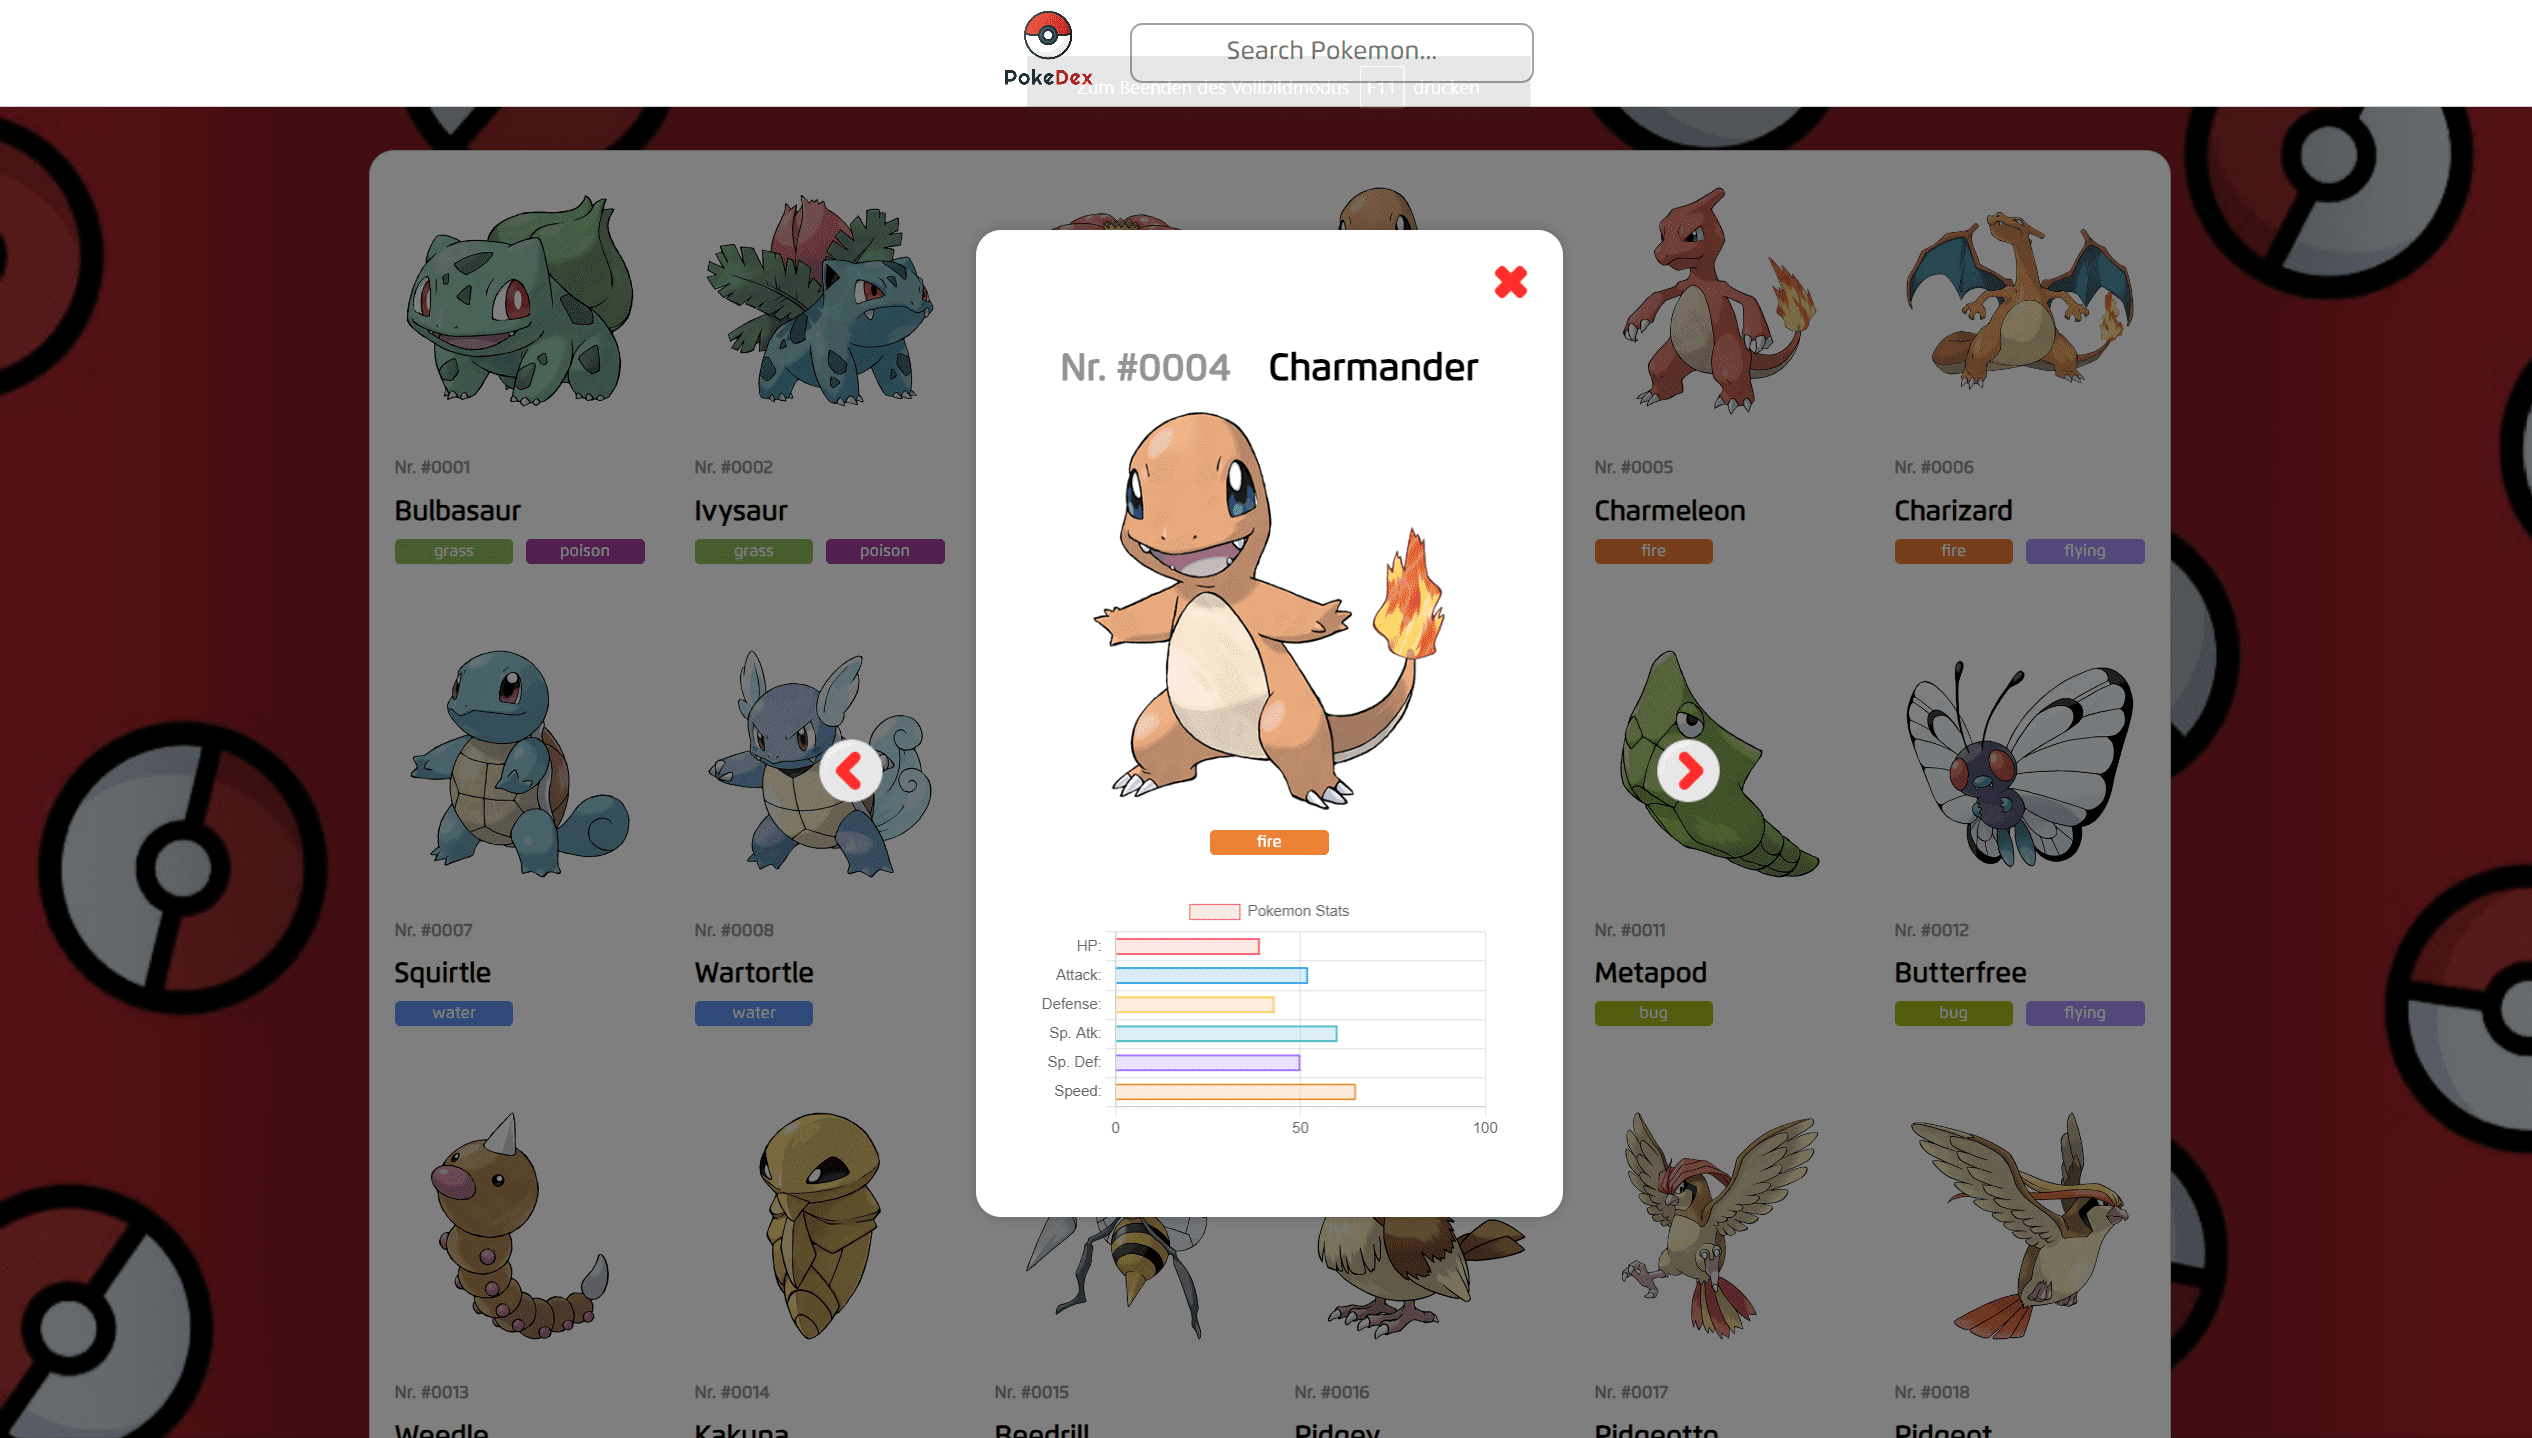 PokeDex
Search Pokemon...
Zum Beenden des Vollbildmodus F11 drücken
Nr. #0004 Charmander
fire
Pokemon Stats
HP:
Attack:
Defense:
Sp. Atk:
Sp. Def:
Speed:
0 50 100
Nr. #0001
Bulbasaur
grass poison
Nr. #0002
Ivysaur
grass poison
Nr. #0005
Charmeleon
fire
Nr. #0006
Charizard
fire flying
Nr. #0007
Squirtle
water
Nr. #0008
Wartortle
water
Nr. #0011
Metapod
bug
Nr. #0012
Butterfree
bug flying
Nr. #0013
Weedle
Nr. #0014
Kakuna
Nr. #0015
Beedrill
Nr. #0016
Pidgey
Nr. #0017
Pidgeotto
Nr. #0018
Pidgeot